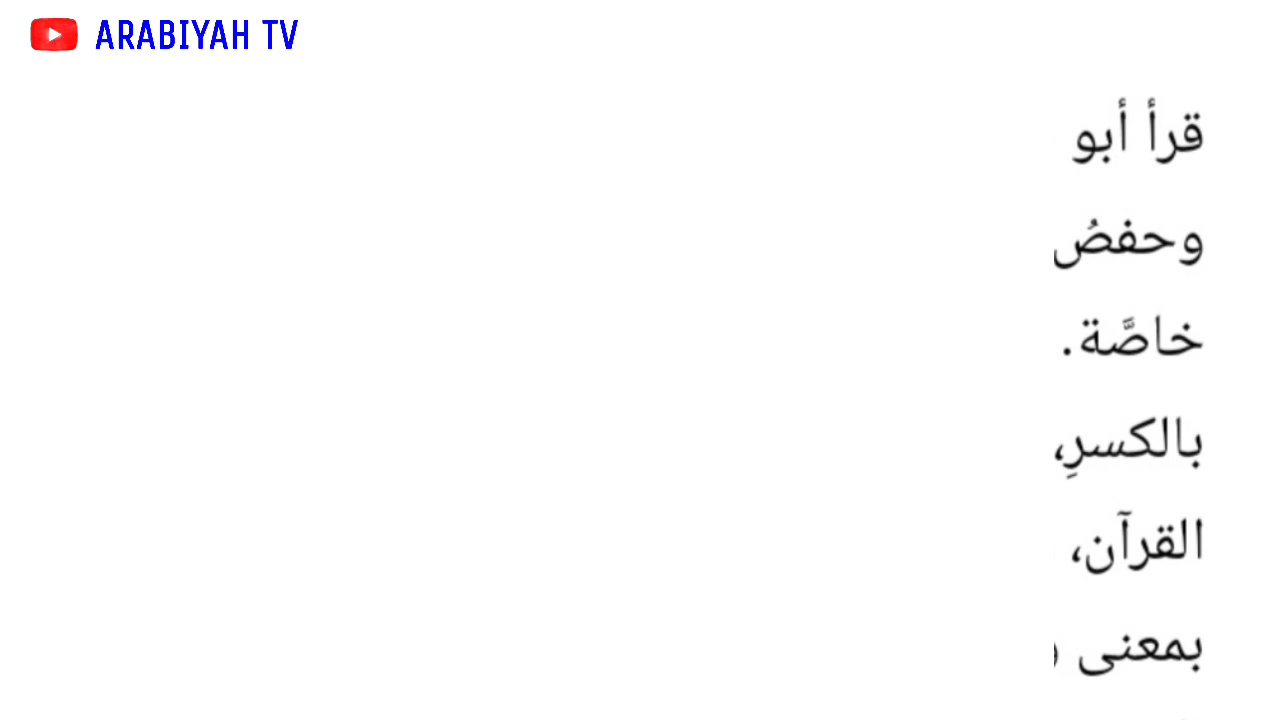 ARABIYAH TV
قرأ أبو
وحفصُ
خاصَّة.
بالكسرِ،
القرآن،
بمعنى